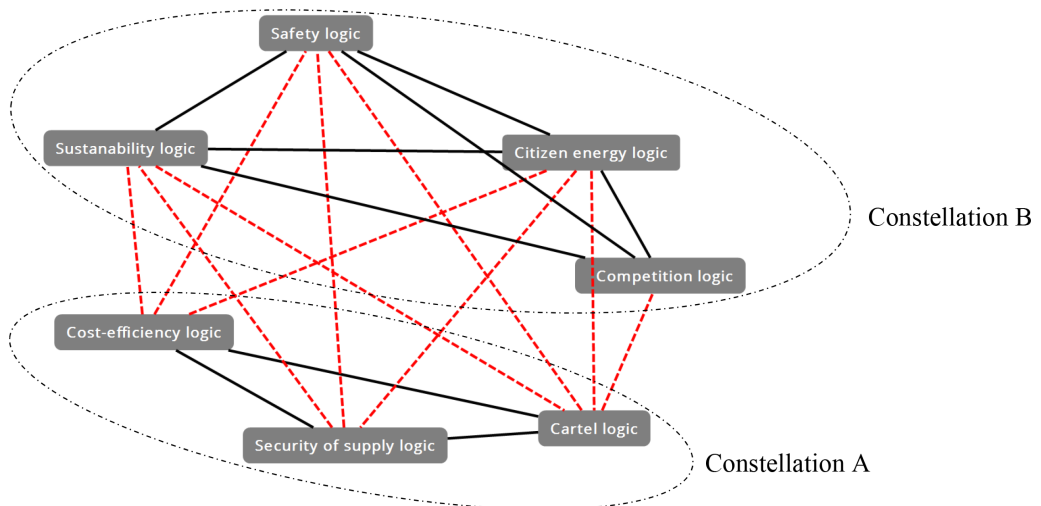 Safety logic
Sustanability logic
Citizen energy logic
Constellation B
Competition logic
Cost-efficiency logic
Cartel logic
Security of supply logic
Constellation A